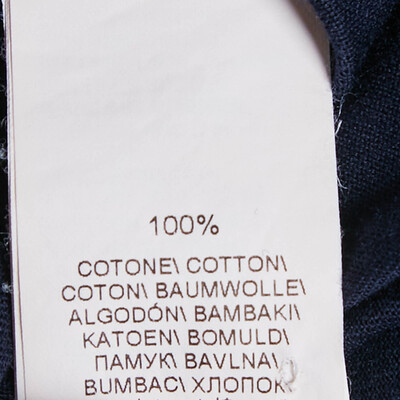 100%
COTONE\ COTTON\
COTON\ BAUMWOLLE\
ALGODÓN\ BAMBAKI\
KATOEN\ BOMULD\
ПАМУК\ BAVLNA\
BUMBAC\ ХЛОПОК